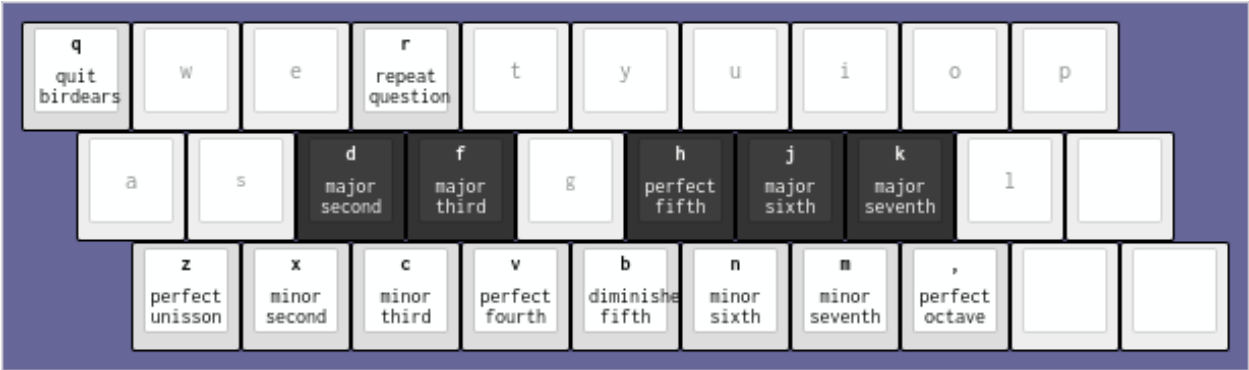 q w e r t y u i o p
quit repeat
birdears question
a s d f g h j k l
major major perfect major major
second third fifth sixth seventh
z x c v b n m ,
perfect minor minor perfect diminishe minor minor perfect
unisson second third fourth fifth sixth seventh octave